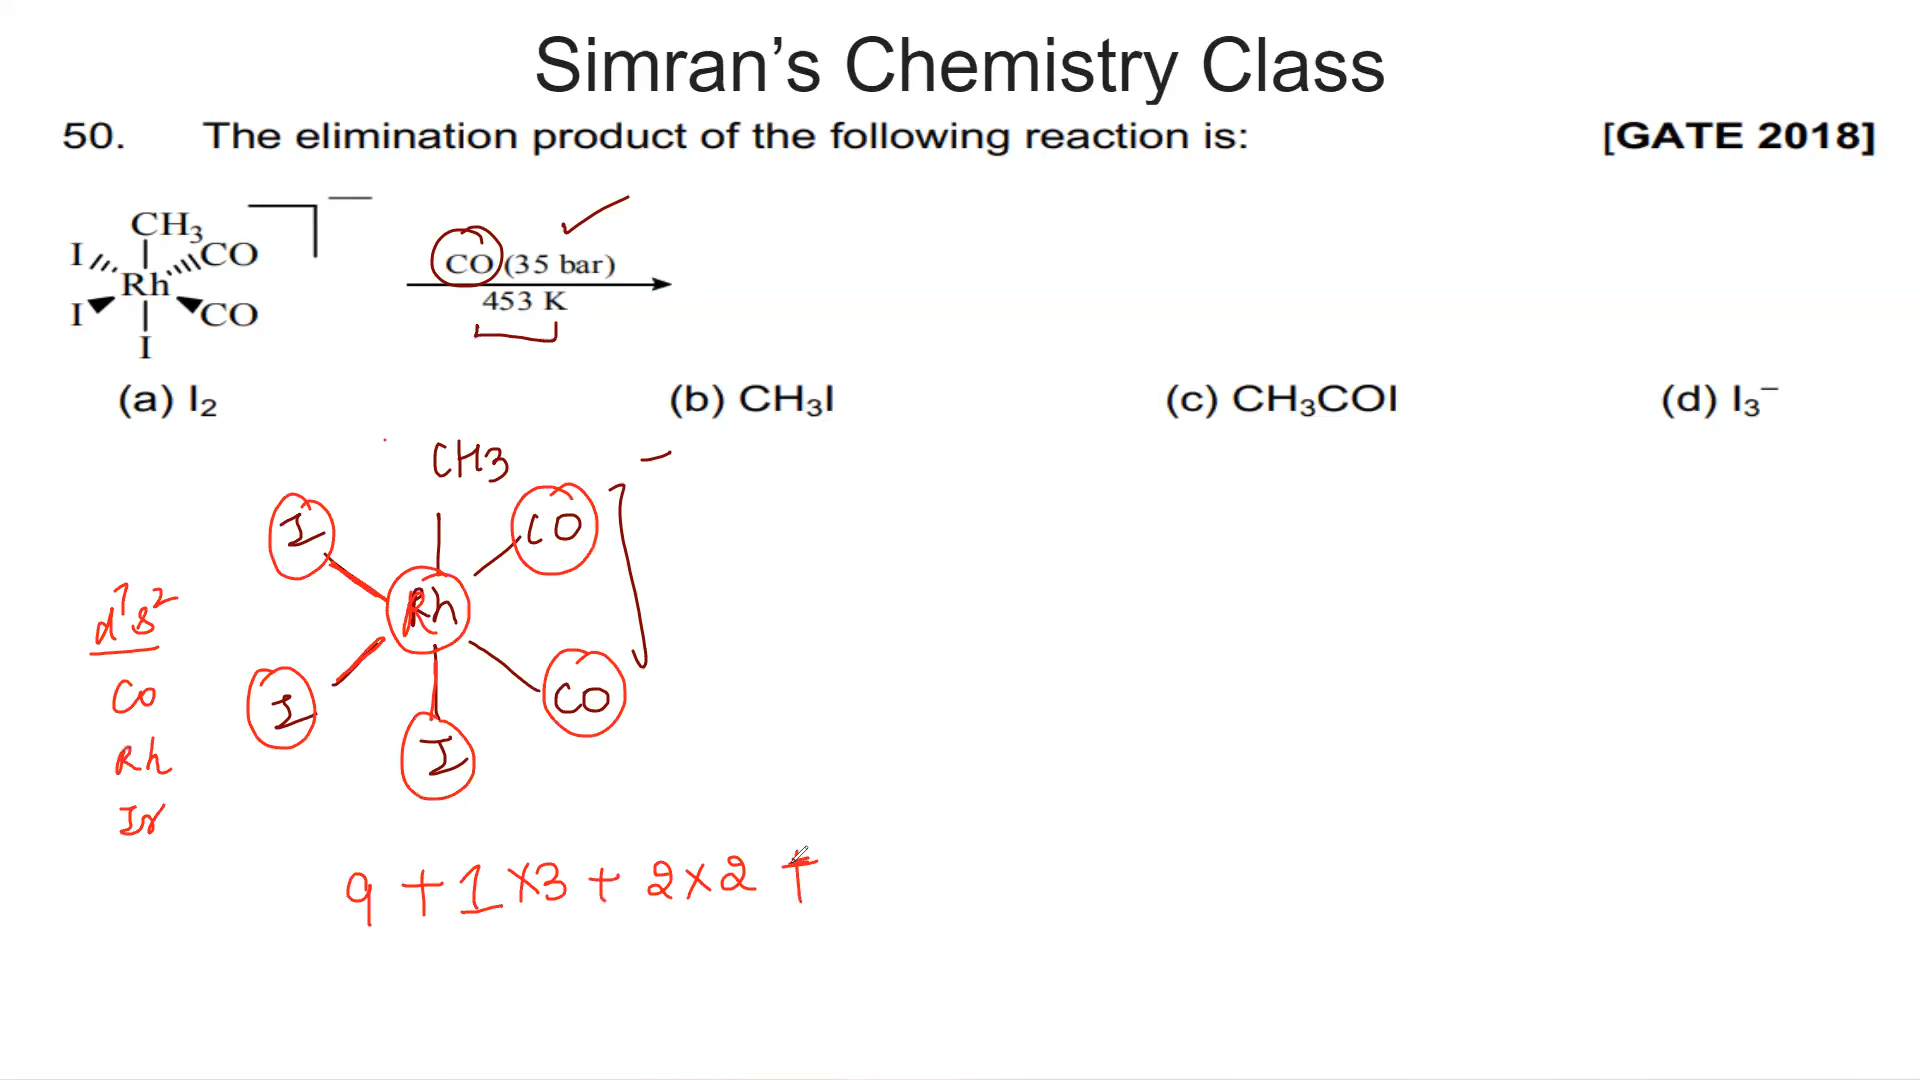 Simran's Chemistry Class
50. The elimination product of the following reaction is: [GATE 2018]
CH3
I CO
Rh
I CO
I
–
CO (35 bar)
453 K
(a) I₂ (b) CH₃I (c) CH₃COI (d) I₃⁻
CH3 –
I CO
Rh
I CO
I
d⁷s²
Co
Rh
Ir
9 + 1×3 + 2×2 +